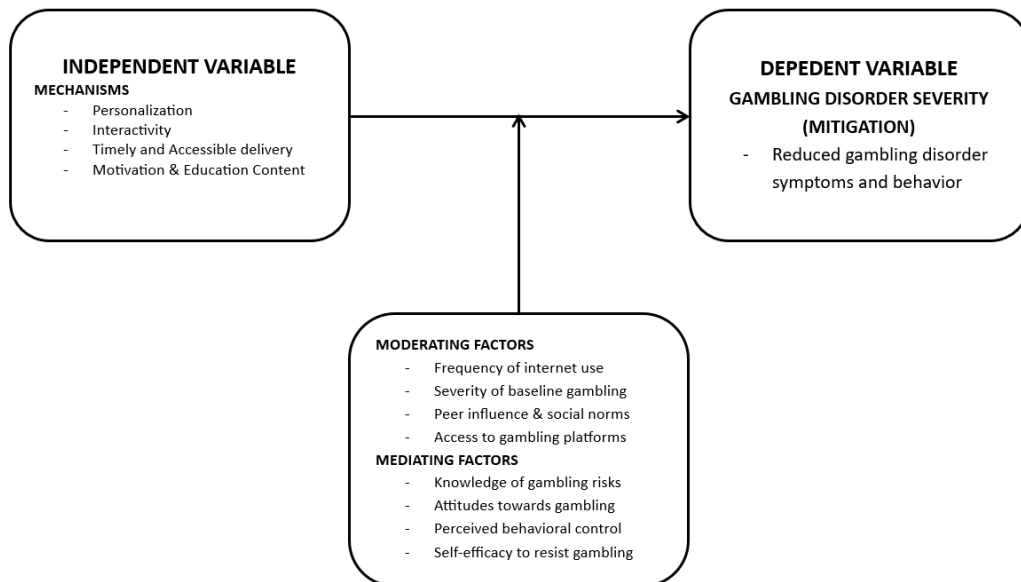 INDEPENDENT VARIABLE
MECHANISMS
- Personalization
- Interactivity
- Timely and Accessible delivery
- Motivation & Education Content
DEPEDENT VARIABLE
GAMBLING DISORDER SEVERITY
(MITIGATION)
- Reduced gambling disorder
symptoms and behavior
MODERATING FACTORS
- Frequency of internet use
- Severity of baseline gambling
- Peer influence & social norms
- Access to gambling platforms
MEDIATING FACTORS
- Knowledge of gambling risks
- Attitudes towards gambling
- Perceived behavioral control
- Self-efficacy to resist gambling